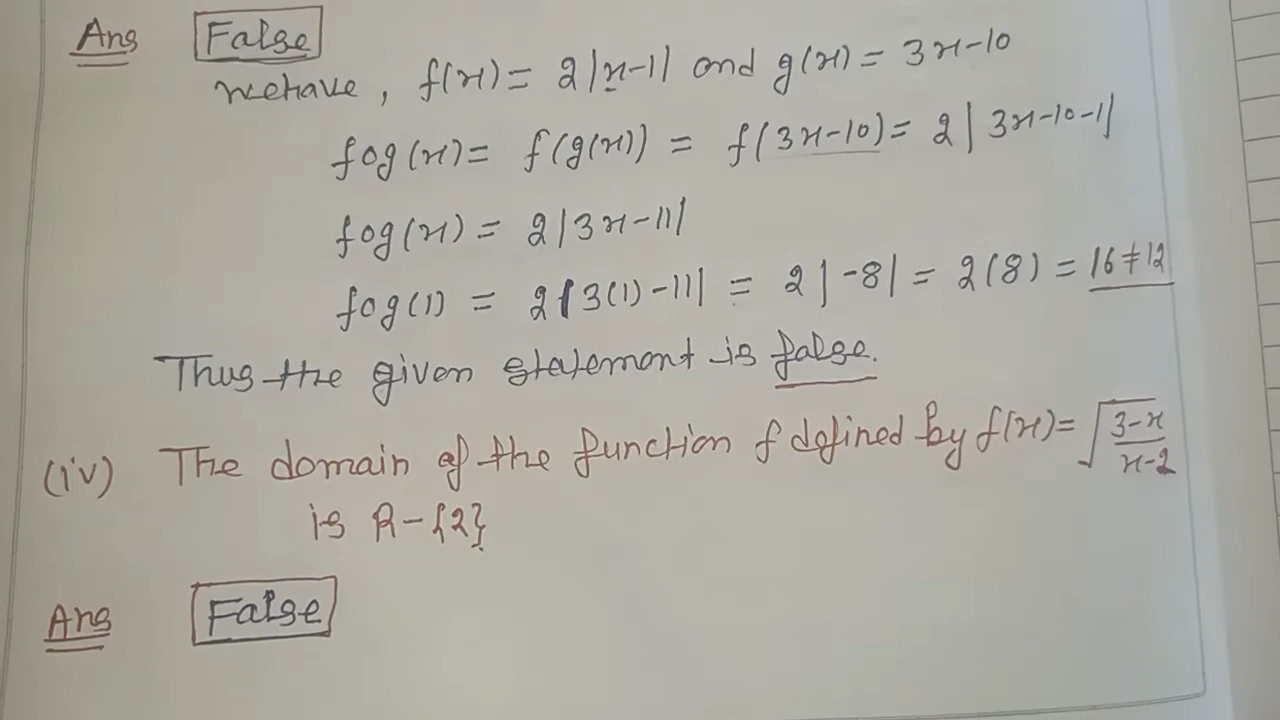 Ans False
we have, f(x) = 2|x-1| and g(x) = 3x-10
fog(x) = f(g(x)) = f(3x-10) = 2|3x-10-1|
fog(x) = 2|3x-11|
fog(1) = 2|3(1)-11| = 2|-8| = 2(8) = 16≠12
Thus the given statement is false.
(iv) The domain of the function f defined by f(x) = √(3-x)/(x-2)
is R-{2}
Ans False